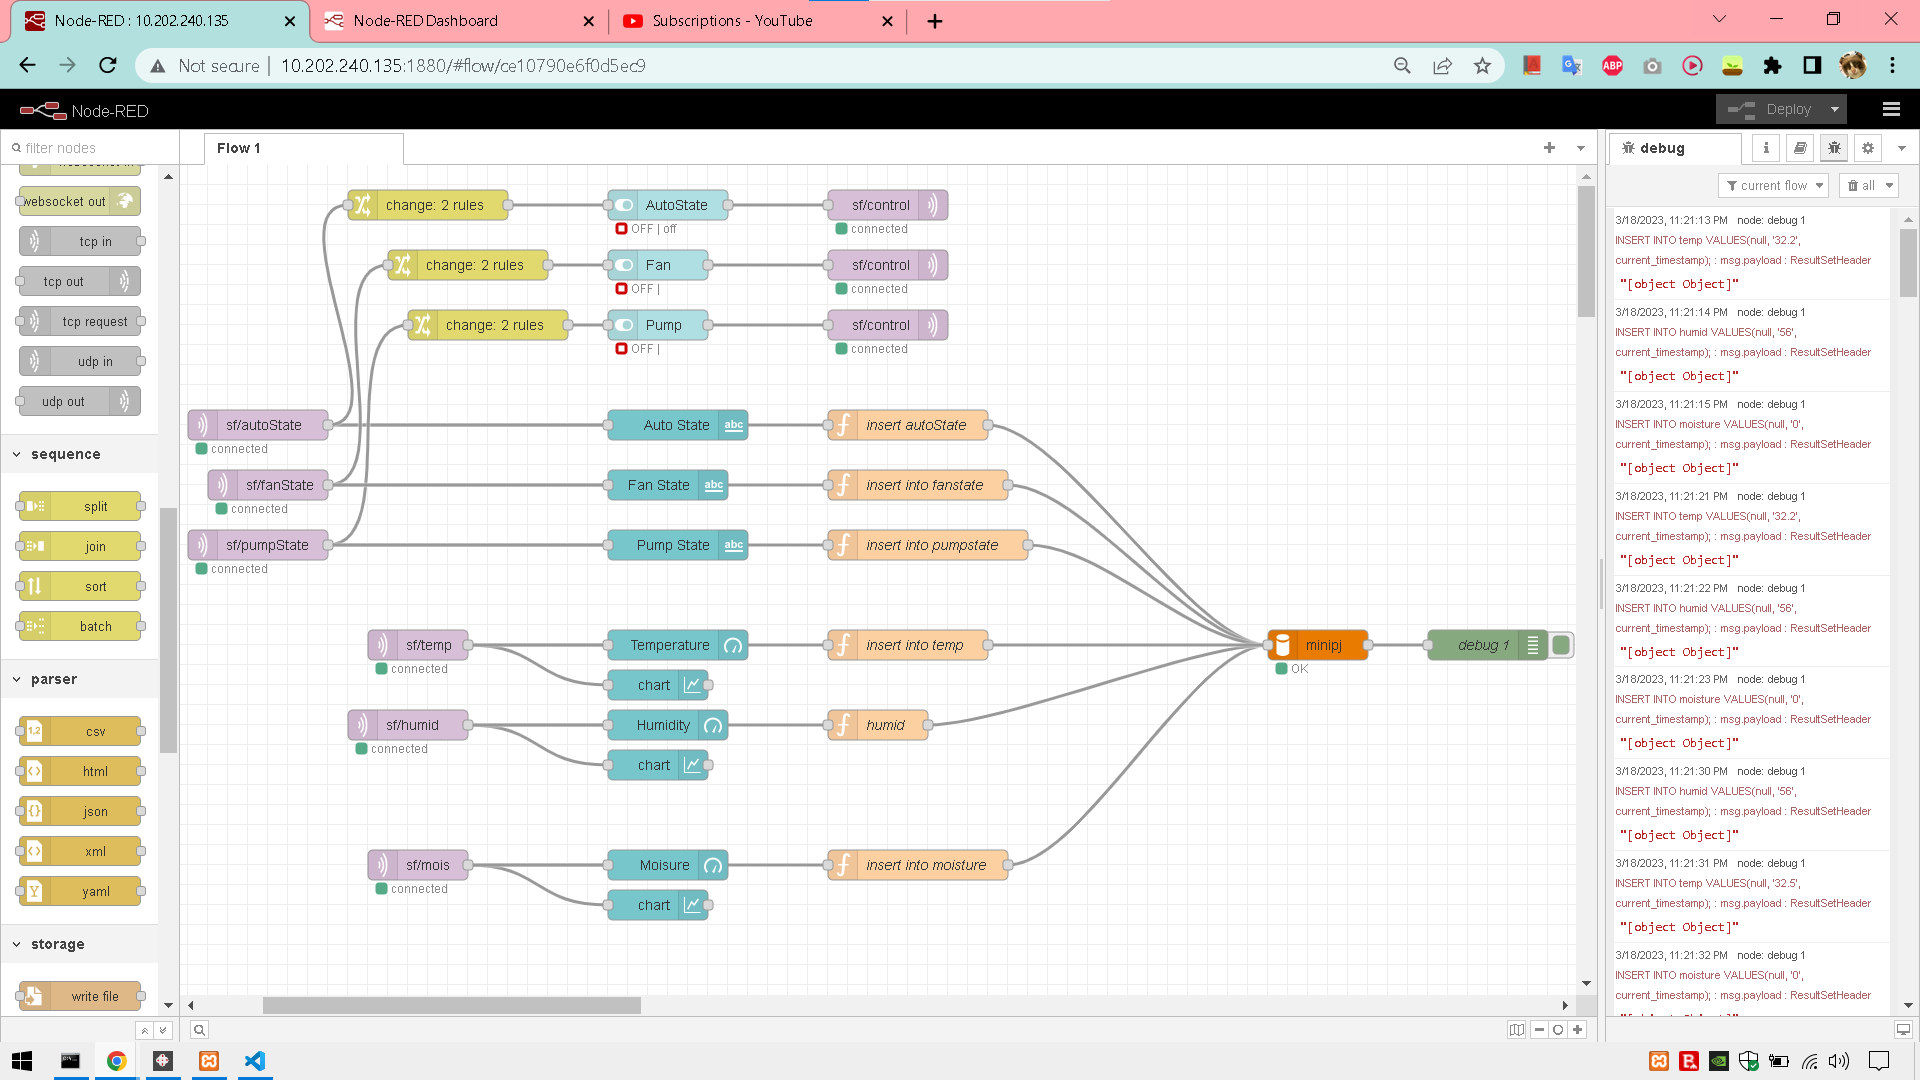 Node-RED : 10.202.240.135
Node-RED Dashboard
Subscriptions - YouTube
Not secure
10.202.240.135:1880/#flow/ce10790e6f0d5ec9
ABP
Node-RED
Deploy
filter nodes
Flow 1
debug
websocket out
tcp in
tcp out
tcp request
udp in
udp out
sequence
split
join
sort
batch
parser
csv
html
json
xml
yaml
storage
write file
change: 2 rules
AutoState
OFF | off
sf/control
connected
change: 2 rules
Fan
OFF |
sf/control
connected
change: 2 rules
Pump
OFF |
sf/control
connected
sf/autoState
connected
Auto State
abc
insert autoState
sf/fanState
connected
Fan State
abc
insert into fanstate
sf/pumpState
connected
Pump State
abc
insert into pumpstate
sf/temp
connected
Temperature
insert into temp
chart
minipj
OK
debug 1
sf/humid
connected
Humidity
humid
chart
sf/mois
connected
Moisure
insert into moisture
chart
current flow
all
3/18/2023, 11:21:13 PM node: debug 1
INSERT INTO temp VALUES(null, '32.2',
current_timestamp); : msg.payload : ResultSetHeader
"[object Object]"
3/18/2023, 11:21:14 PM node: debug 1
INSERT INTO humid VALUES(null, '56',
current_timestamp); : msg.payload : ResultSetHeader
"[object Object]"
3/18/2023, 11:21:15 PM node: debug 1
INSERT INTO moisture VALUES(null, '0',
current_timestamp); : msg.payload : ResultSetHeader
"[object Object]"
3/18/2023, 11:21:21 PM node: debug 1
INSERT INTO temp VALUES(null, '32.2',
current_timestamp); : msg.payload : ResultSetHeader
"[object Object]"
3/18/2023, 11:21:22 PM node: debug 1
INSERT INTO humid VALUES(null, '56',
current_timestamp); : msg.payload : ResultSetHeader
"[object Object]"
3/18/2023, 11:21:23 PM node: debug 1
INSERT INTO moisture VALUES(null, '0',
current_timestamp); : msg.payload : ResultSetHeader
"[object Object]"
3/18/2023, 11:21:30 PM node: debug 1
INSERT INTO humid VALUES(null, '56',
current_timestamp); : msg.payload : ResultSetHeader
"[object Object]"
3/18/2023, 11:21:31 PM node: debug 1
INSERT INTO temp VALUES(null, '32.5',
current_timestamp); : msg.payload : ResultSetHeader
"[object Object]"
3/18/2023, 11:21:32 PM node: debug 1
INSERT INTO moisture VALUES(null, '0',
current_timestamp); : msg.payload : ResultSetHeader